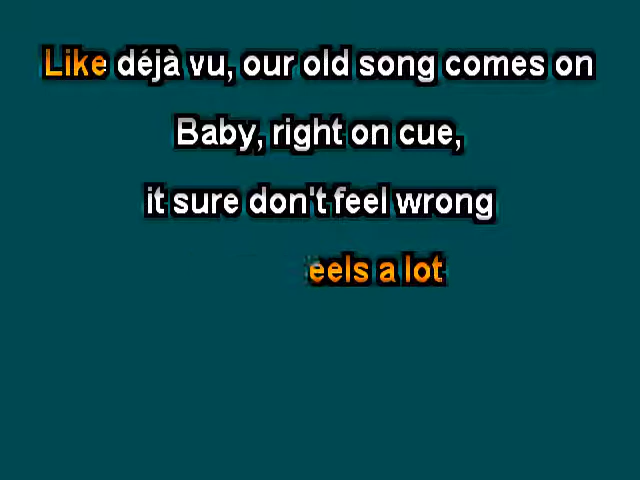 Like déjà vu, our old song comes on
Baby, right on cue,
it sure don't feel wrong
eels a lot